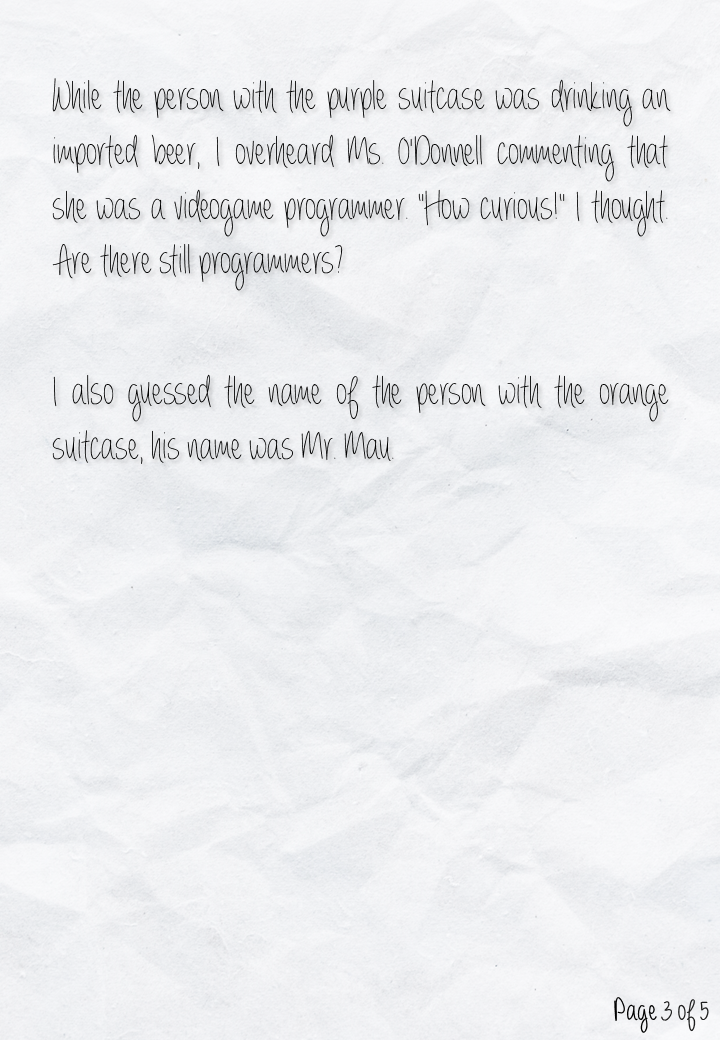 While the person with the purple suitcase was drinking an
imported beer, I overheard Ms. O'Donnell commenting that
she was a videogame programmer. "How curious!" I thought.
Are there still programmers?
I also guessed the name of the person with the orange
suitcase, his name was Mr. Mau.
Page 3 of 5